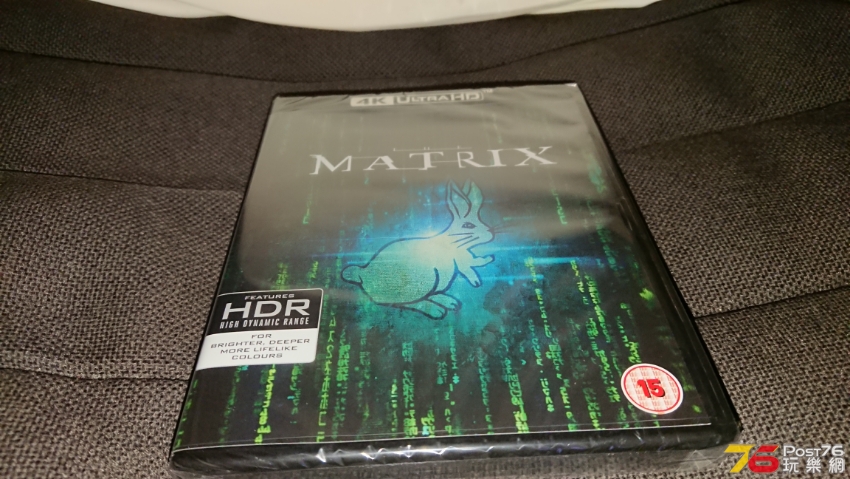 4K ULTRA HD
THE
MATRIX
FEATURES
HDR
HIGH DYNAMIC RANGE
FOR
BRIGHTER, DEEPER
MORE LIFELIKE
COLOURS
15
76 Post76
玩樂網